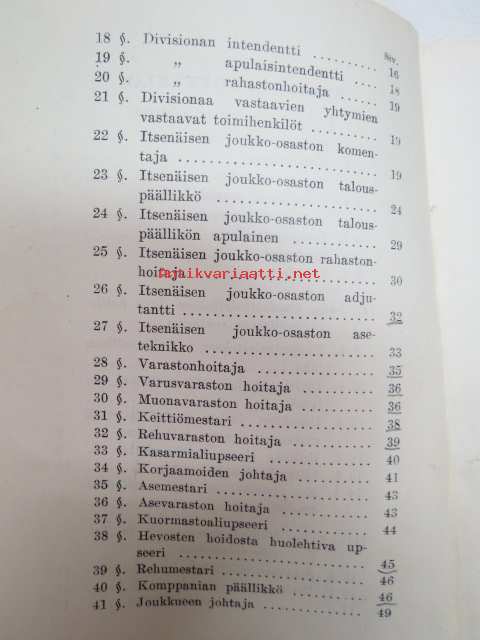 Siv.
18 §. Divisionan intendentti . . . . . . . . . . 16
19 §. „ apulaisintendentti . . . . . 18
20 §. „ rahastonhoitaja . . . . . . . 19
21 §. Divisionaa vastaavien yhtymien
vastaavat toimihenkilöt . . . . . . . . . . 19
22 §. Itsenäisen joukko-osaston komen-
taja . . . . . . . . . . . . . . . . . . . . . . . . . 19
23 §. Itsenäisen joukko-osaston talous-
päällikkö . . . . . . . . . . . . . . . . . . . . 24
24 §. Itsenäisen joukko-osaston talous-
päällikön apulainen . . . . . . . . . . . . 29
25 §. Itsenäisen joukko-osaston rahaston-
hoitaja . . . . . . . . . . . . . . . . . . . . . . 30
26 §. Itsenäisen joukko-osaston adju-
tantti . . . . . . . . . . . . . . . . . . . . . . . 32
27 §. Itsenäisen joukko-osaston ase-
teknikko . . . . . . . . . . . . . . . . . . . . 33
28 §. Varastonhoitaja . . . . . . . . . . . . . . . 35
29 §. Varusvaraston hoitaja . . . . . . . . . . 36
30 §. Muonavaraston hoitaja . . . . . . . . . . 36
31 §. Keittiömestari . . . . . . . . . . . . . . . . 38
32 §. Rehuvaraston hoitaja . . . . . . . . . . . 39
33 §. Kasarmialiupseeri . . . . . . . . . . . . . 40
34 §. Korjaamoiden johtaja . . . . . . . . . . 41
35 §. Asemestari . . . . . . . . . . . . . . . . . . . 43
36 §. Asevaraston hoitaja . . . . . . . . . . . . 43
37 §. Kuormastoaliupseeri . . . . . . . . . . . 44
38 §. Hevosten hoidosta huolehtiva up-
seeri . . . . . . . . . . . . . . . . . . . . . . . . 45
39 §. Rehumestari . . . . . . . . . . . . . . . . . . 46
40 §. Komppanian päällikkö . . . . . . . . . . 46
41 §. Joukkueen johtaja . . . . . . . . . . . . . 49